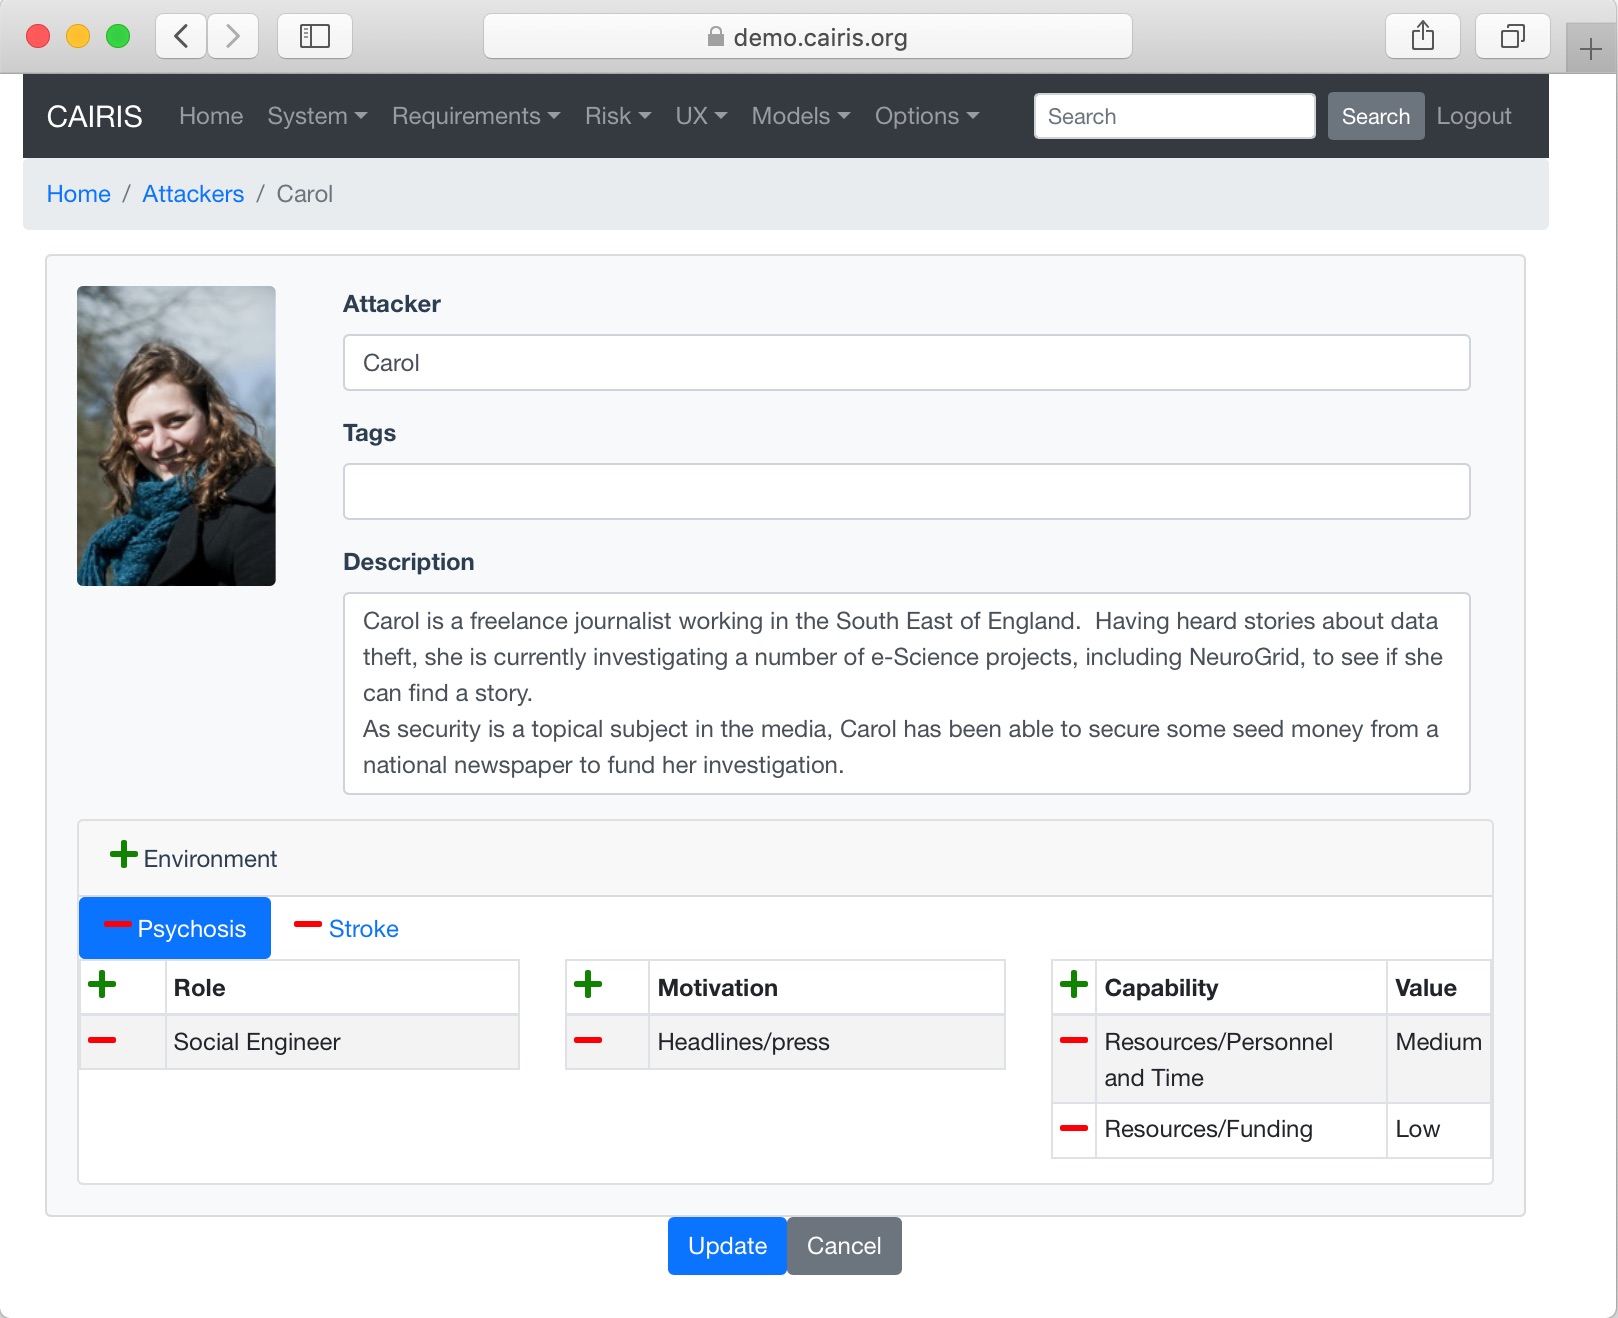 demo.cairis.org
CAIRIS Home System Requirements Risk UX Models Options Search Search Logout
Home / Attackers / Carol
Attacker
Carol
Tags
Description
Carol is a freelance journalist working in the South East of England.  Having heard stories about data
theft, she is currently investigating a number of e-Science projects, including NeuroGrid, to see if she
can find a story.
As security is a topical subject in the media, Carol has been able to secure some seed money from a
national newspaper to fund her investigation.
Environment
Psychosis Stroke
Role Motivation Capability Value
Social Engineer Headlines/press Resources/Personnel Medium
and Time
Resources/Funding Low
Update Cancel